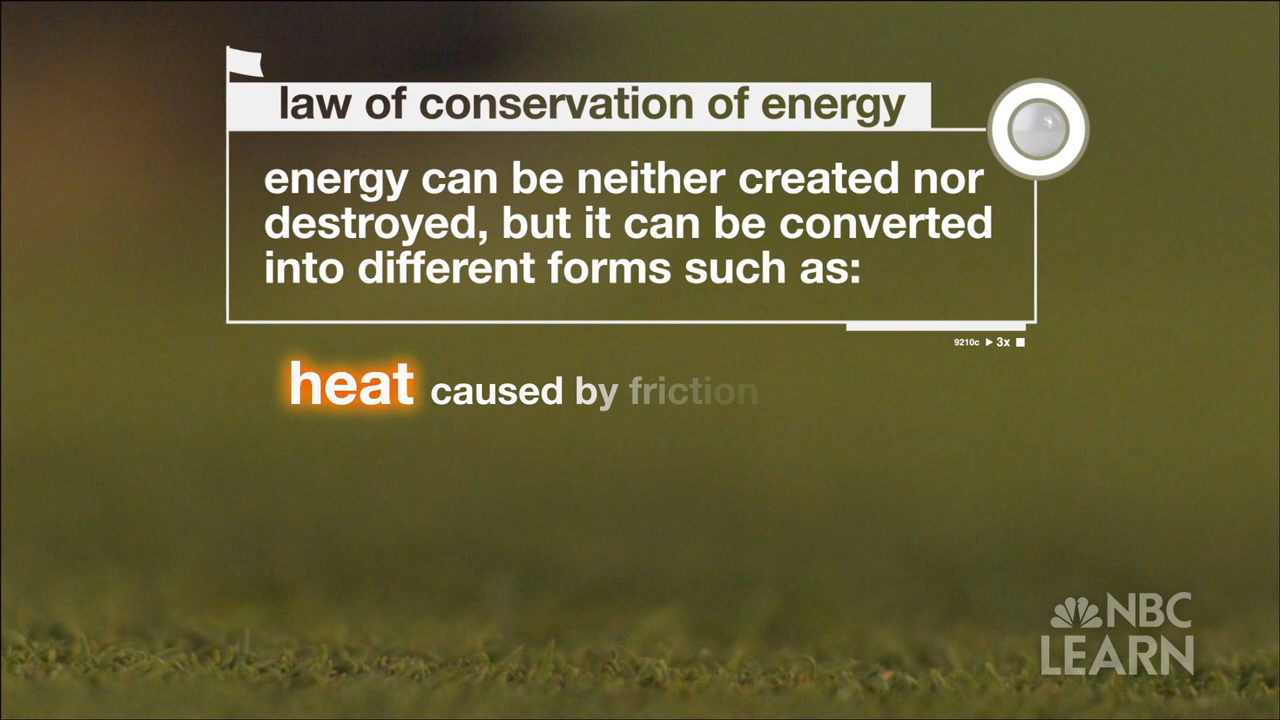 law of conservation of energy
energy can be neither created nor
destroyed, but it can be converted
into different forms such as:
9210c 3x
heat caused by friction
NBC
LEARN